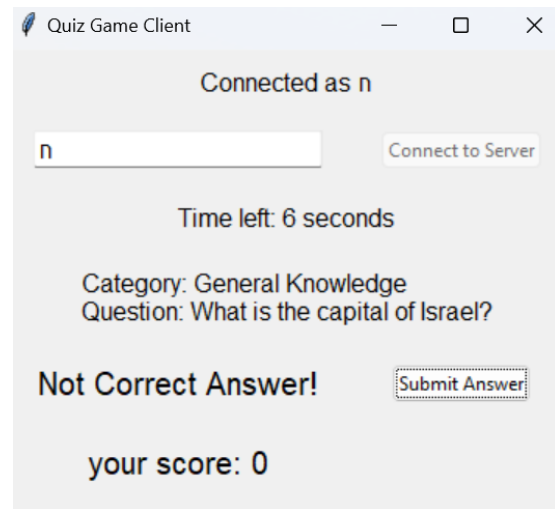 Quiz Game Client
Connected as n
n
Connect to Server
Time left: 6 seconds
Category: General Knowledge
Question: What is the capital of Israel?
Not Correct Answer!
Submit Answer
your score: 0